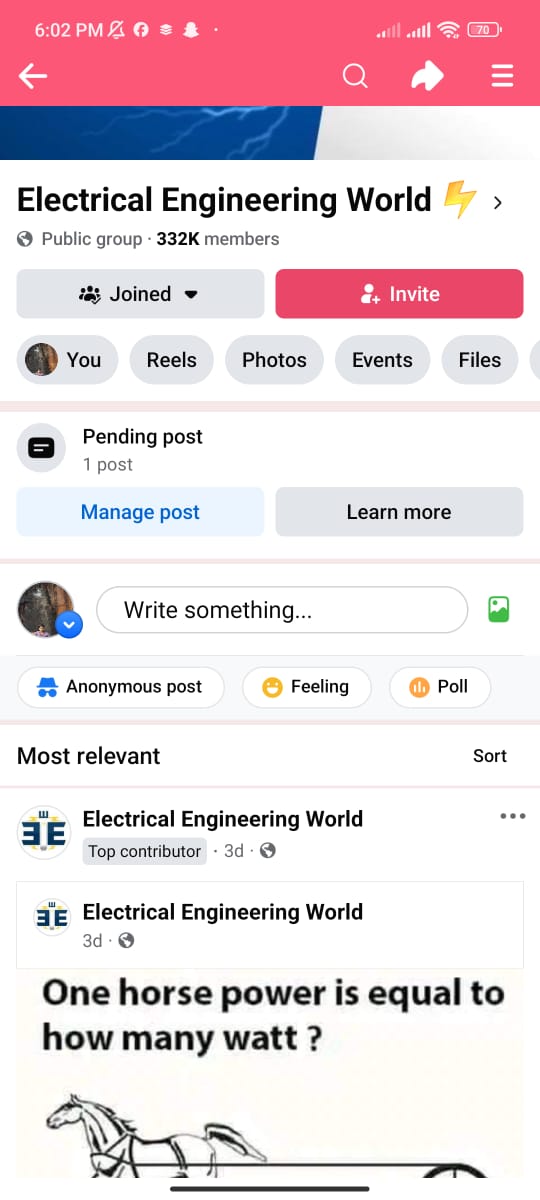 6:02 PM
70
Electrical Engineering World ⚡ ›
Public group · 332K members
Joined
Invite
You
Reels
Photos
Events
Files
Pending post
1 post
Manage post
Learn more
Write something...
Anonymous post
Feeling
Poll
Most relevant
Sort
Electrical Engineering World
Top contributor · 3d ·
Electrical Engineering World
3d ·
One horse power is equal to
how many watt ?